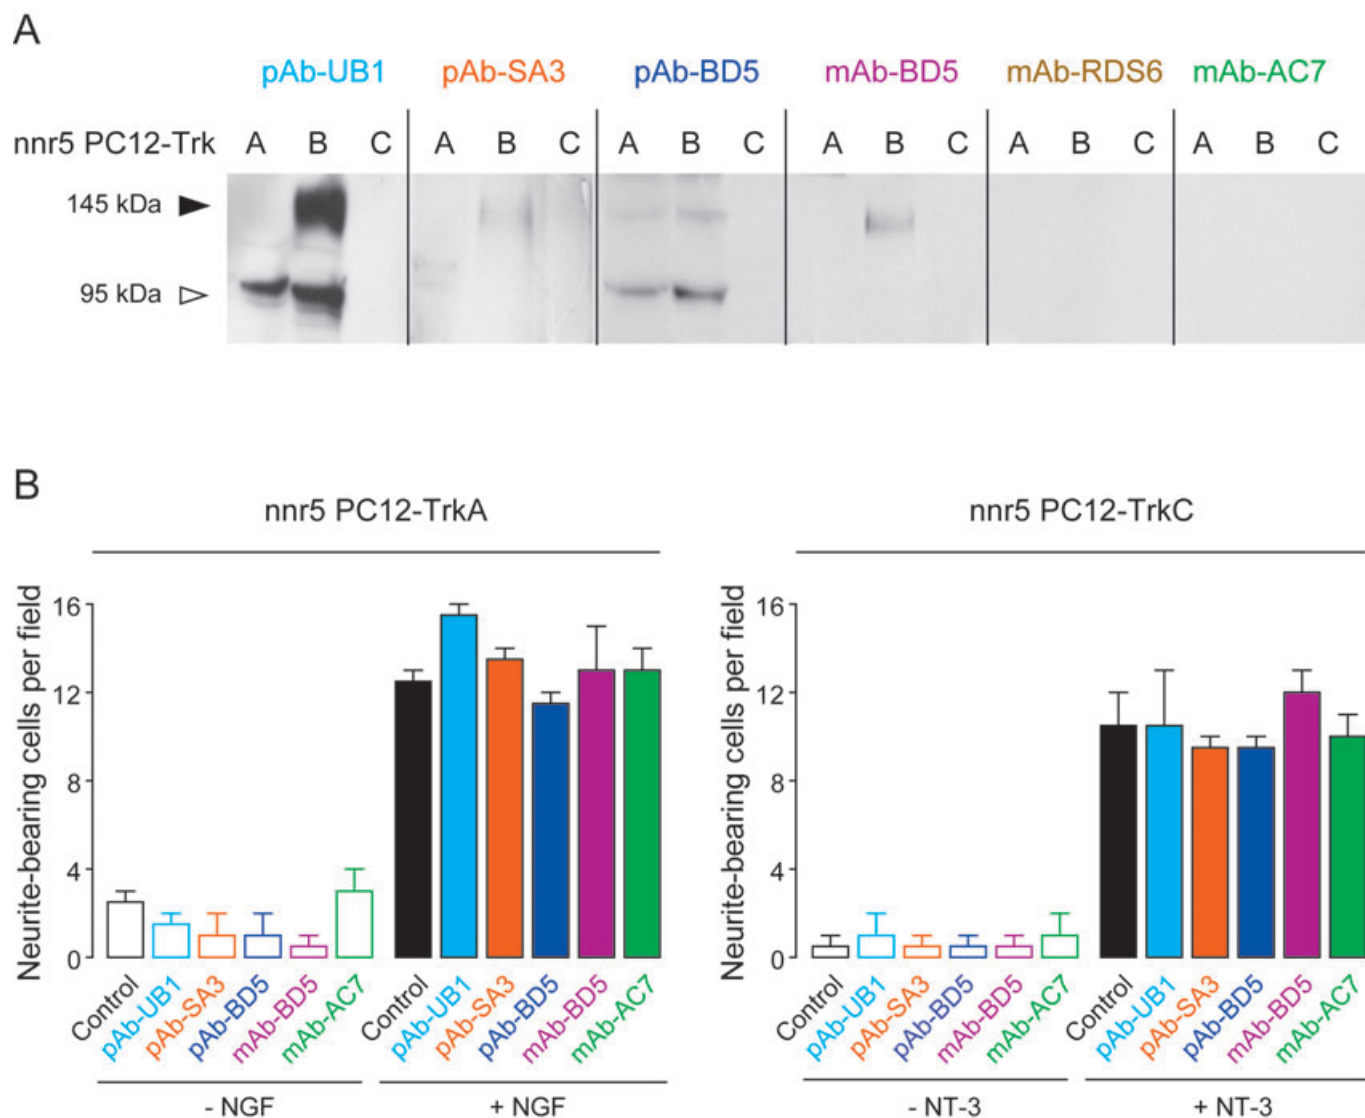 A
pAb-UB1 pAb-SA3 pAb-BD5 mAb-BD5 mAb-RDS6 mAb-AC7
nnr5 PC12-Trk A B C A B C A B C A B C A B C A B C
145 kDa
95 kDa
B
nnr5 PC12-TrkA
Neurite-bearing cells per field
16
12
8
4
0
Control pAb-UB1 pAb-SA3 pAb-BD5 mAb-BD5 mAb-AC7 Control pAb-UB1 pAb-SA3 pAb-BD5 mAb-BD5 mAb-AC7
- NGF + NGF
nnr5 PC12-TrkC
Neurite-bearing cells per field
16
12
8
4
0
Control pAb-UB1 pAb-SA3 pAb-BD5 pAb-BD5 mAb-AC7 Control pAb-UB1 pAb-SA3 pAb-BD5 mAb-BD5 mAb-AC7
- NT-3 + NT-3